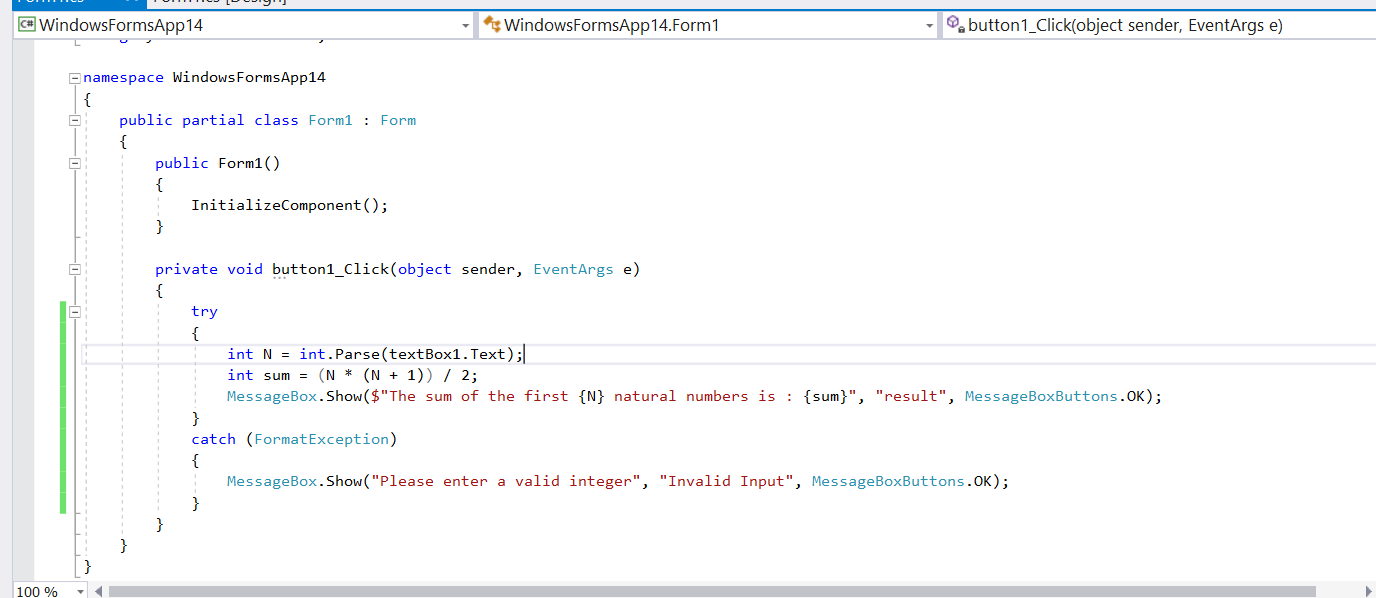 WindowsFormsApp14 WindowsFormsApp14.Form1 button1_Click(object sender, EventArgs e)
namespace WindowsFormsApp14
{
public partial class Form1 : Form
{
public Form1()
{
InitializeComponent();
}
private void button1_Click(object sender, EventArgs e)
{
try
{
int N = int.Parse(textBox1.Text);
int sum = (N * (N + 1)) / 2;
MessageBox.Show($"The sum of the first {N} natural numbers is : {sum}", "result", MessageBoxButtons.OK);
}
catch (FormatException)
{
MessageBox.Show("Please enter a valid integer", "Invalid Input", MessageBoxButtons.OK);
}
}
}
}
100 %